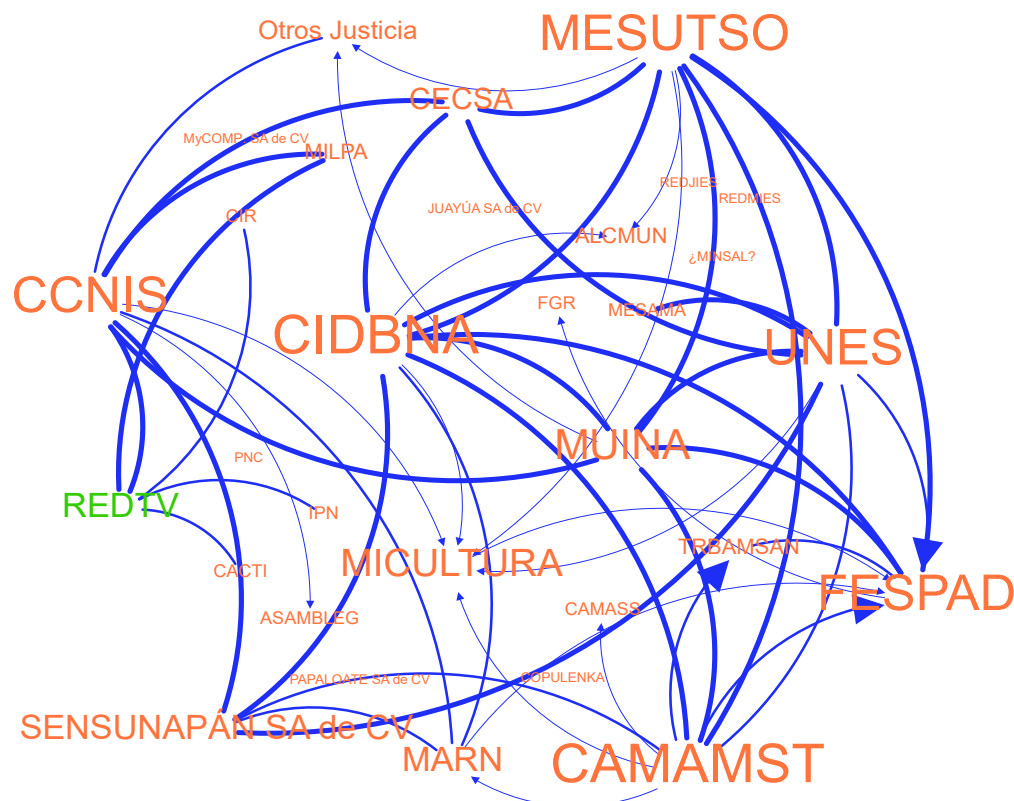 Otros Justicia
MESUTSO
CECSA
MyCOMP, SA de CV
MILPA
REDJIES
REDMIES
CIR
JUAYÚA SA de CV
ALCMUN
¿MINSAL?
CCNIS
FGR
MESAMA
CIDBNA
UNES
MUINA
PNC
REDTV
IPN
TRBAMSAN
MICULTURA
CACTI
FESPAD
CAMASS
ASAMBLEG
PAPALOATE SA de CV
COPULENKA
SENSUNAPÁN SA de CV
MARN
CAMAMST